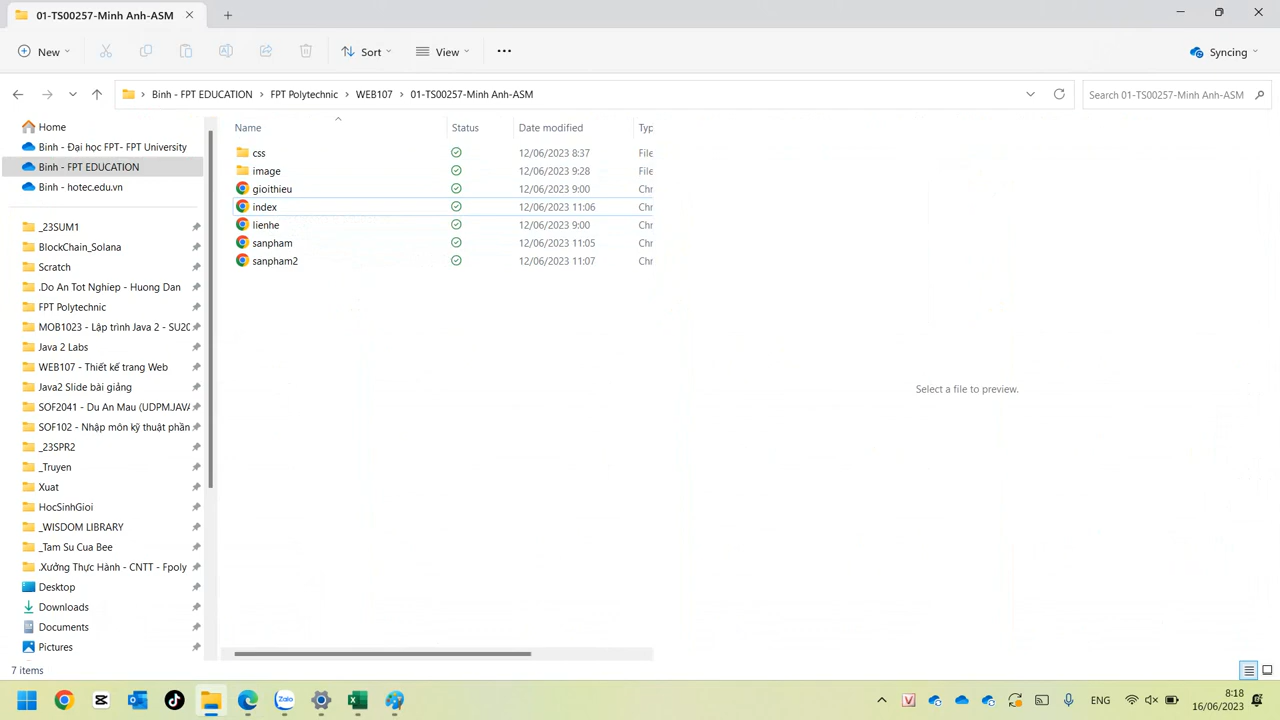 01-TS00257-Minh Anh-ASM
New
Sort
View
Syncing
Binh - FPT EDUCATION
FPT Polytechnic
WEB107
01-TS00257-Minh Anh-ASM
Search 01-TS00257-Minh Anh-ASM
Home
Binh - Đại học FPT- FPT University
Binh - FPT EDUCATION
Binh - hotec.edu.vn
_23SUM1
BlockChain_Solana
Scratch
.Do An Tot Nghiep - Huong Dan
FPT Polytechnic
MOB1023 - Lập trình Java 2 - SU20
Java 2 Labs
WEB107 - Thiết kế trang Web
Java2 Slide bài giảng
SOF2041 - Du An Mau (UDPM.JAVA
SOF102 - Nhập môn kỹ thuật phần
_23SPR2
_Truyen
Xuat
HocSinhGioi
_WISDOM LIBRARY
_Tam Su Cua Bee
.Xưởng Thực Hành - CNTT - Fpoly
Desktop
Downloads
Documents
Pictures
Name Status Date modified Typ
css 12/06/2023 8:37 File
image 12/06/2023 9:28 File
gioithieu 12/06/2023 9:00 Chr
index 12/06/2023 11:06 Chr
lienhe 12/06/2023 9:00 Chr
sanpham 12/06/2023 11:05 Chr
sanpham2 12/06/2023 11:07 Chr
Select a file to preview.
7 items
Zalo
ENG
8:18
16/06/2023